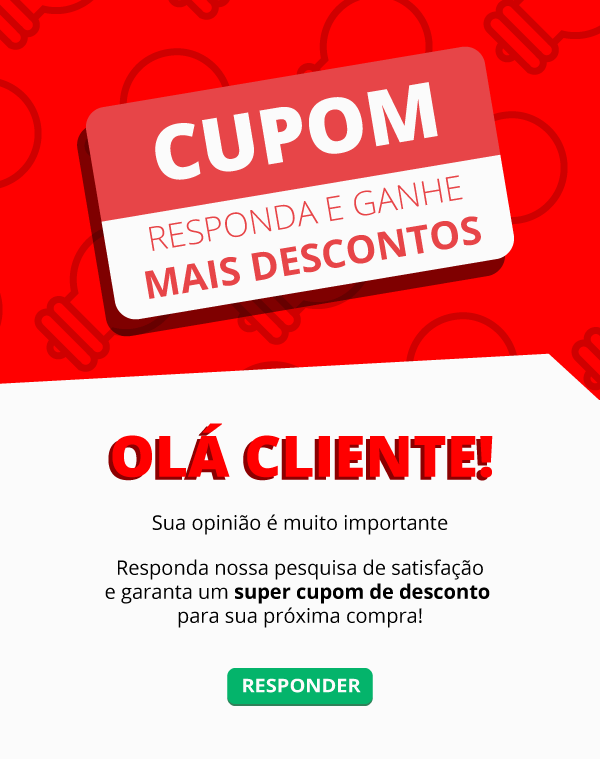 CUPOM
RESPONDA E GANHE
MAIS DESCONTOS
OLÁ CLIENTE!
Sua opinião é muito importante
Responda nossa pesquisa de satisfação
e garanta um super cupom de desconto
para sua próxima compra!
RESPONDER